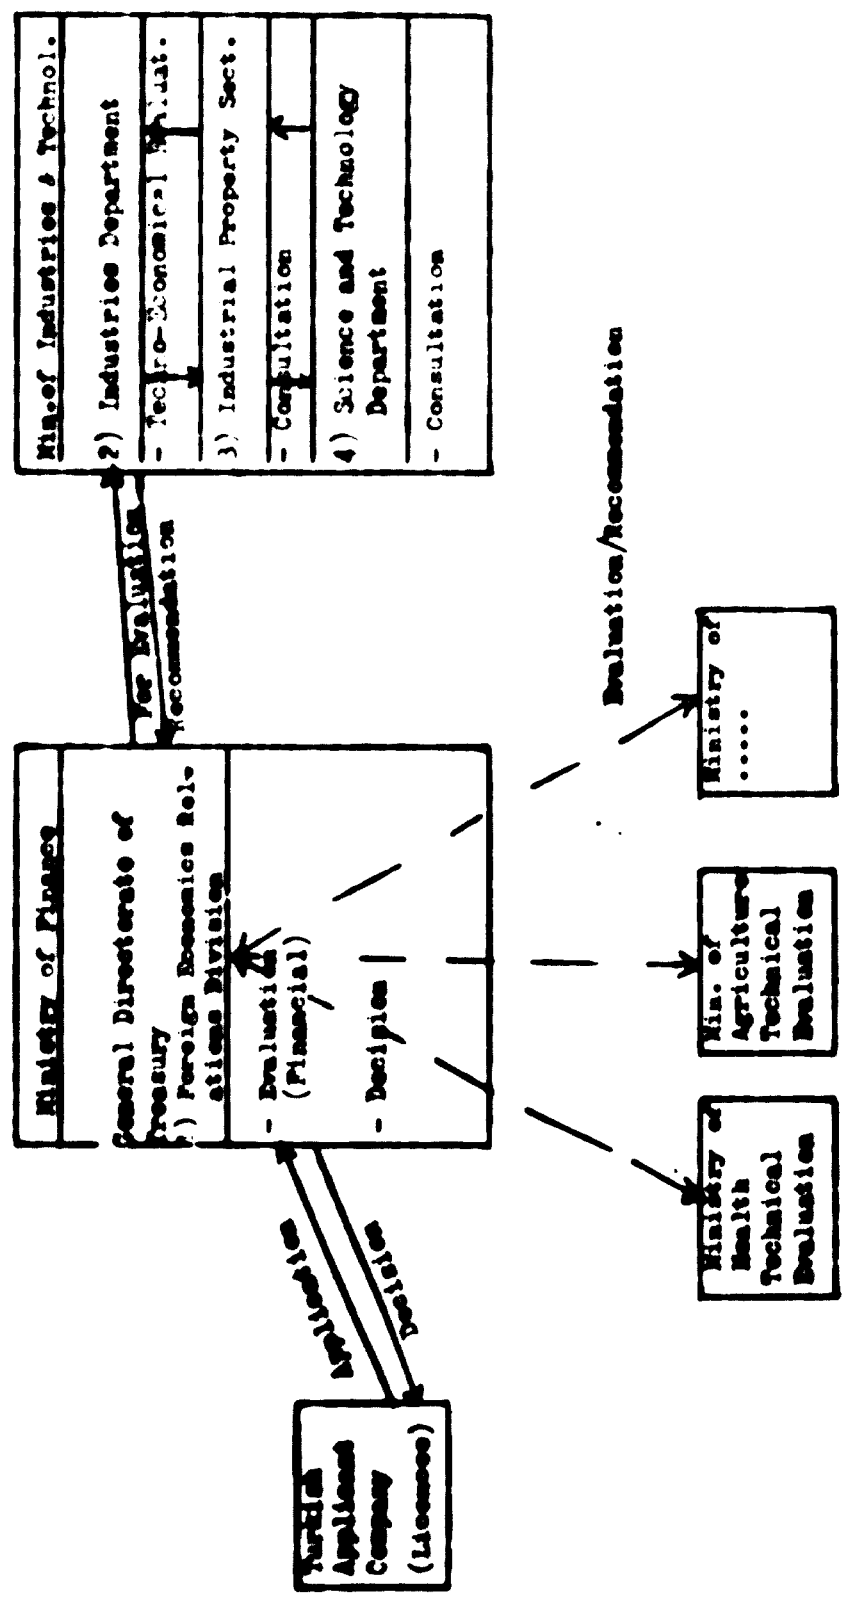 Turkish
Applicant
Company
(Licensee)
Application
Decision
Ministry of Finance
General Directorate of
Treasury
) Foreign Economics Rel-
ations Division
- Evaluation
(Financial)
- Decision
For Evaluation
Recommendation
Min.of Industries & Technol.
2) Industries Department
- Techno-Economical Evaluat.
3) Industrial Property Sect.
- Consultation
4) Science and Technology
Department
- Consultation
Evaluation/Recommendation
Ministry of
Health
Technical
Evaluation
Min. of
Agriculture
Technical
Evaluation
Ministry of
.....